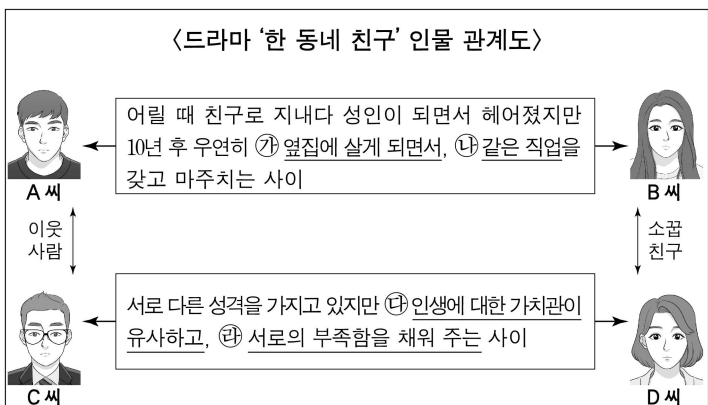 〈드라마 '한 동네 친구' 인물 관계도〉
어릴 때 친구로 지내다 성인이 되면서 헤어졌지만
10년 후 우연히 ㉮ 옆집에 살게 되면서, ㉯ 같은 직업을
갖고 마주치는 사이
A 씨
B 씨
이웃
사람
소꿉
친구
서로 다른 성격을 가지고 있지만 ㉰ 인생에 대한 가치관이
유사하고, ㉱ 서로의 부족함을 채워 주는 사이
C 씨
D 씨